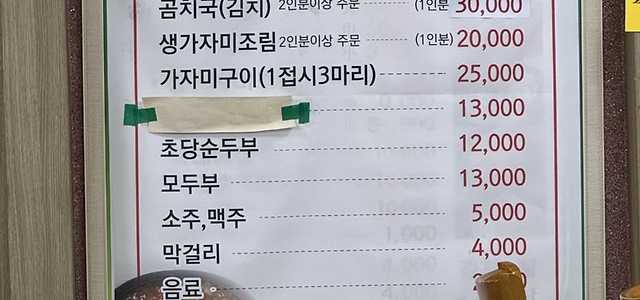 곰치국(김치) 2인분이상 주문 (1인분 30,000
생가자미조림 2인분이상 주문 (1인분) 20,000
가자미구이(1접시3마리) 25,000
13,000
초당순두부 12,000
모두부 13,000
소주,맥주 5,000
막걸리 4,000
음료